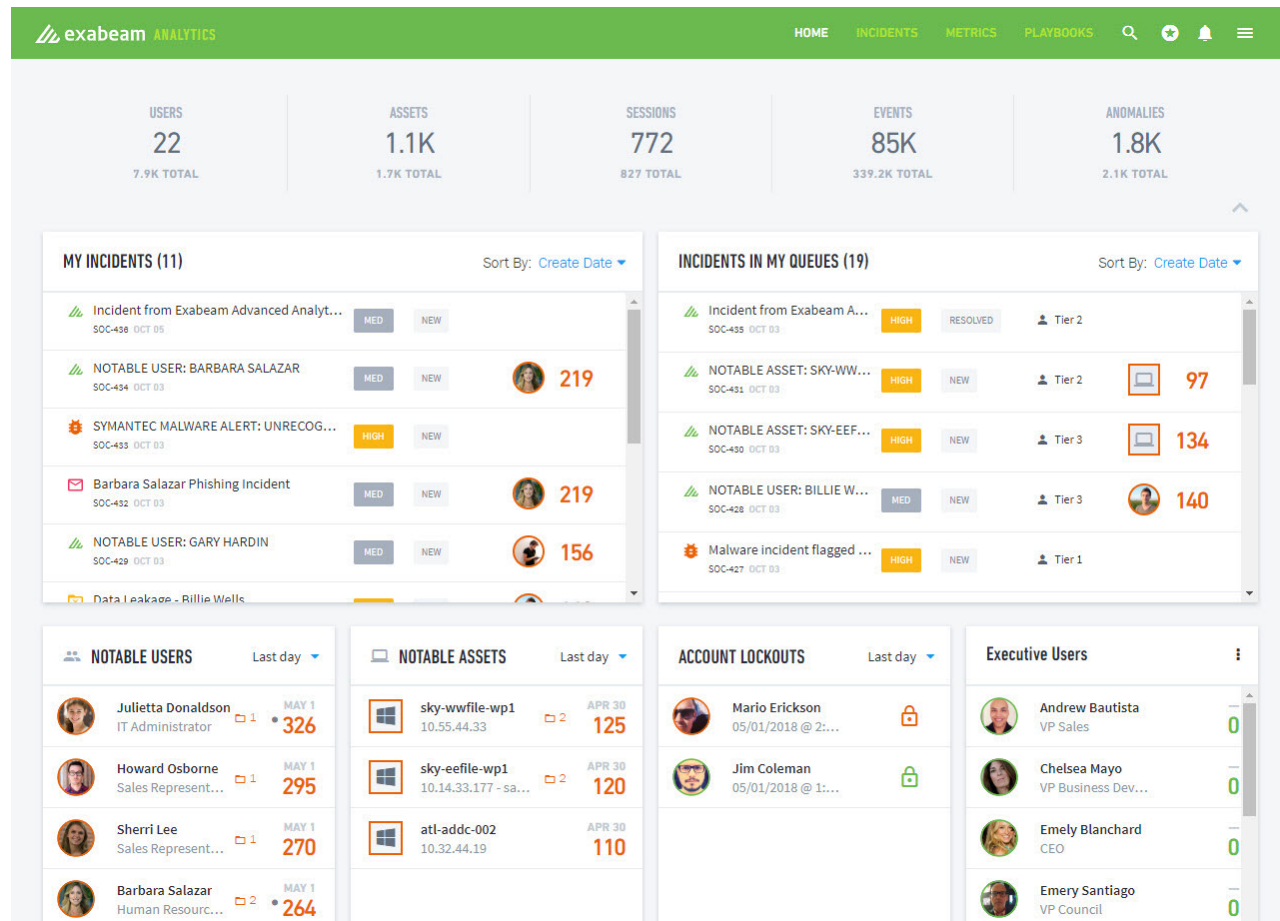 exabeam ANALYTICS
HOME INCIDENTS METRICS PLAYBOOKS
USERS
22
7.9K TOTAL
ASSETS
1.1K
1.7K TOTAL
SESSIONS
772
827 TOTAL
EVENTS
85K
339.2K TOTAL
ANOMALIES
1.8K
2.1K TOTAL
MY INCIDENTS (11) Sort By: Create Date
Incident from Exabeam Advanced Analyt... MED NEW
SOC-436 OCT 05
NOTABLE USER: BARBARA SALAZAR MED NEW 219
SOC-434 OCT 03
SYMANTEC MALWARE ALERT: UNRECOG... HIGH NEW
SOC-433 OCT 03
Barbara Salazar Phishing Incident MED NEW 219
SOC-432 OCT 03
NOTABLE USER: GARY HARDIN MED NEW 156
SOC-429 OCT 03
Data Leakage - Billie Wells
INCIDENTS IN MY QUEUES (19) Sort By: Create Date
Incident from Exabeam A... HIGH RESOLVED Tier 2
SOC-435 OCT 03
NOTABLE ASSET: SKY-WW... HIGH NEW Tier 2 97
SOC-431 OCT 03
NOTABLE ASSET: SKY-EEF... HIGH NEW Tier 3 134
SOC-430 OCT 03
NOTABLE USER: BILLIE W... MED NEW Tier 3 140
SOC-428 OCT 03
Malware incident flagged ... HIGH NEW Tier 1
SOC-427 OCT 03
NOTABLE USERS Last day
Julietta Donaldson 1 MAY 1
IT Administrator 326
Howard Osborne 1 MAY 1
Sales Represent... 295
Sherri Lee 1 MAY 1
Sales Represent... 270
Barbara Salazar 2 MAY 1
Human Resourc... 264
NOTABLE ASSETS Last day
sky-wwfile-wp1 2 APR 30
10.55.44.33 125
sky-eefile-wp1 2 APR 30
10.14.33.177 - sa... 120
atl-addc-002 APR 30
10.32.44.19 110
ACCOUNT LOCKOUTS Last day
Mario Erickson
05/01/2018 @ 2:...
Jim Coleman
05/01/2018 @ 1:...
Executive Users
Andrew Bautista —
VP Sales 0
Chelsea Mayo —
VP Business Dev... 0
Emely Blanchard —
CEO 0
Emery Santiago —
VP Council 0